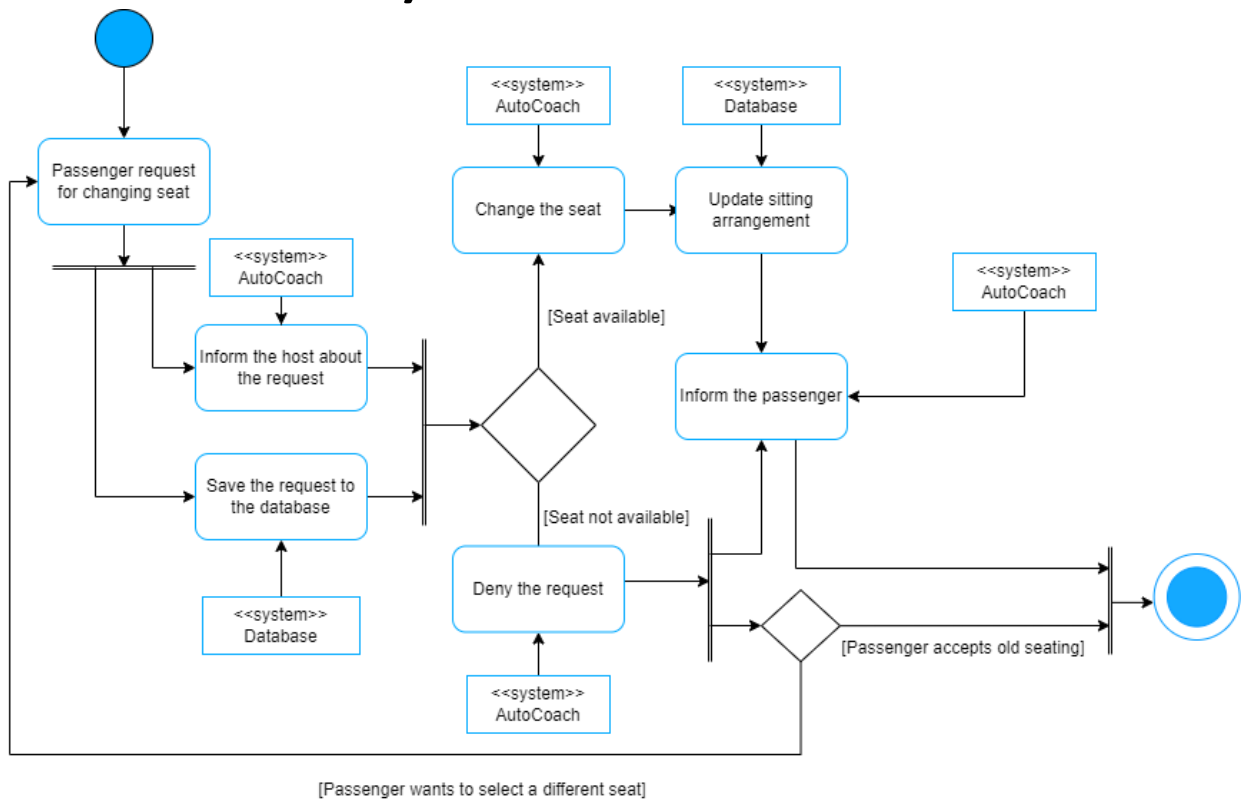 <<system>>
AutoCoach
<<system>>
Database
Passenger request
for changing seat
Change the seat
Update sitting
arrangement
<<system>>
AutoCoach
<<system>>
AutoCoach
[Seat available]
Inform the host about
the request
Inform the passenger
Save the request to
the database
[Seat not available]
Deny the request
<<system>>
Database
[Passenger accepts old seating]
<<system>>
AutoCoach
[Passenger wants to select a different seat]